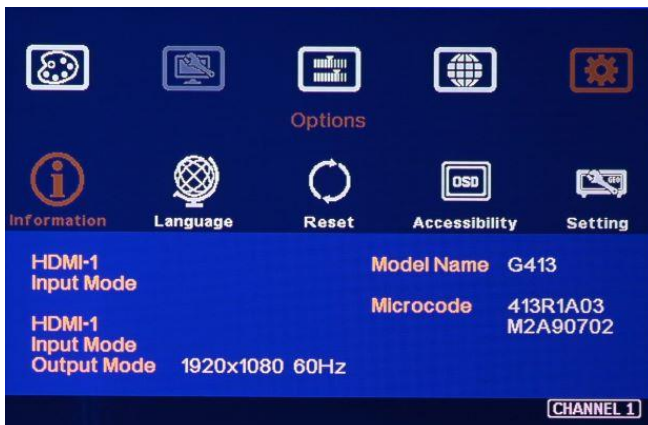 Options
Information
Language
Reset
OSD
Accessibility
GEO
Setting
HDMI-1
Input Mode
HDMI-1
Input Mode
Output Mode 1920x1080 60Hz
Model Name G413
Microcode 413R1A03
M2A90702
CHANNEL 1